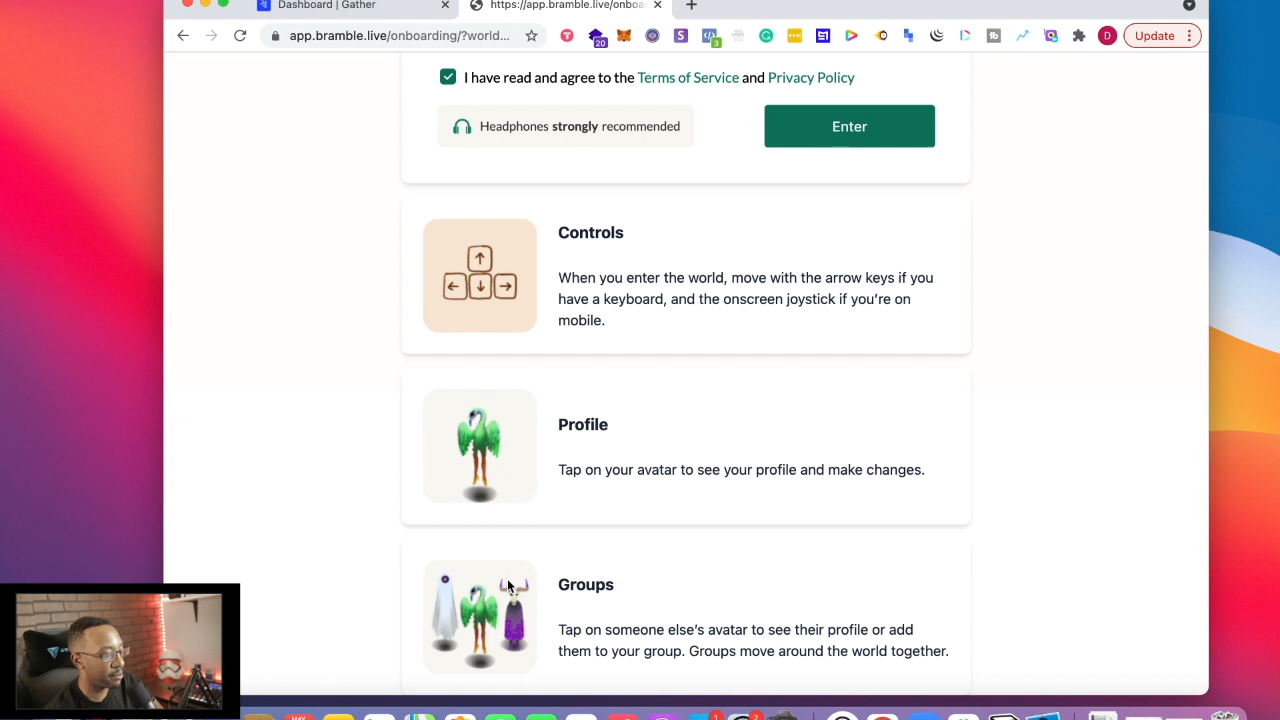 Dashboard | Gather
https://app.bramble.live/onboa
app.bramble.live/onboarding/?world...
20
3
D
Update
I have read and agree to the Terms of Service and Privacy Policy
Headphones strongly recommended
Enter
Controls
When you enter the world, move with the arrow keys if you
have a keyboard, and the onscreen joystick if you're on
mobile.
Profile
Tap on your avatar to see your profile and make changes.
Groups
Tap on someone else's avatar to see their profile or add
them to your group. Groups move around the world together.